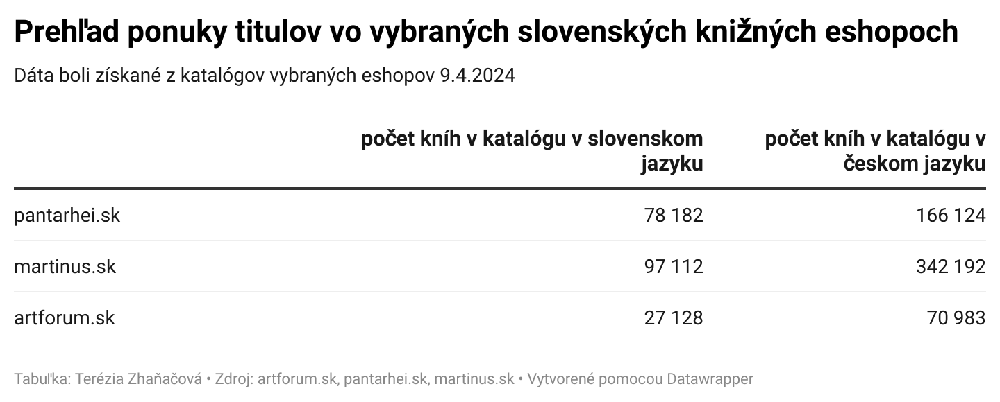 Prehľad ponuky titulov vo vybraných slovenských knižných eshopoch
Dáta boli získané z katalógov vybraných eshopov 9.4.2024
počet kníh v katalógu v slovenskom
jazyku
počet kníh v katalógu v
českom jazyku
pantarhei.sk 78 182 166 124
martinus.sk 97 112 342 192
artforum.sk 27 128 70 983
Tabuľka: Terézia Zhaňačová • Zdroj: artforum.sk, pantarhei.sk, martinus.sk • Vytvorené pomocou Datawrapper